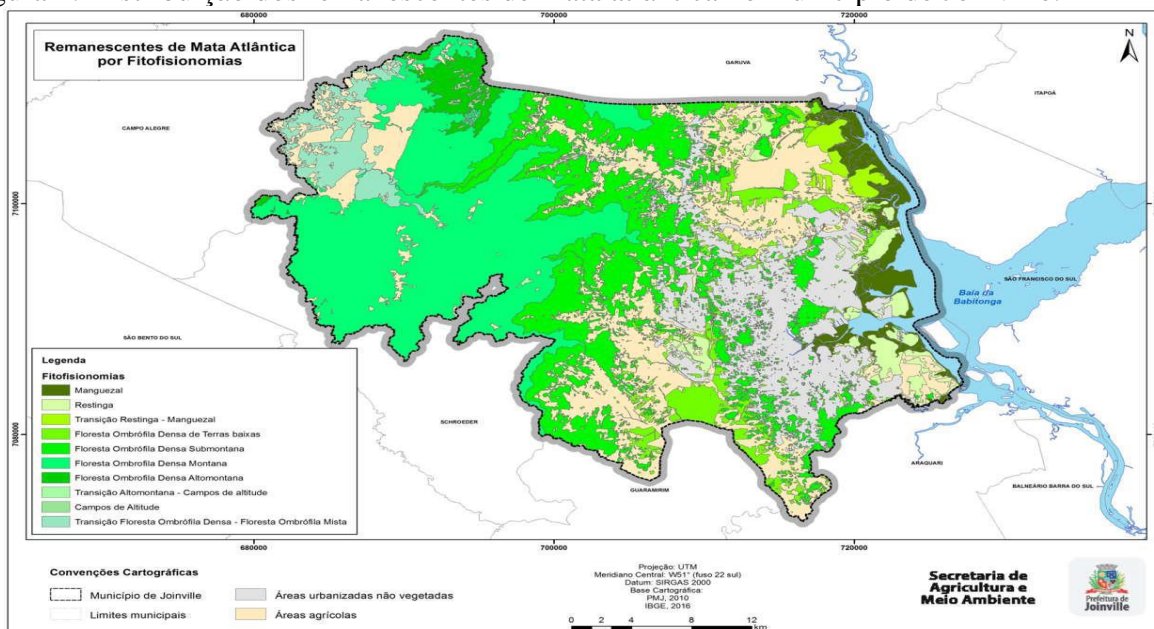 Remanescentes de Mata Atlântica
por Fitofisionomias
680000
700000
720000
N
GARUVA
ITAPOÁ
CAMPO ALEGRE
7100000
7100000
SÃO FRANCISCO DO SUL
Baia da
Babitonga
SÃO BENTO DO SUL
SCHROEDER
7080000
7080000
ARAQUARI
GUARAMIRIM
BALNEÁRIO BARRA DO SUL
Legenda
Fitofisionomias
Manguezal
Restinga
Transição Restinga - Manguezal
Floresta Ombrófila Densa de Terras baixas
Floresta Ombrófila Densa Submontana
Floresta Ombrofila Densa Montana
Floresta Ombrófila Densa Altomontana
Transição Altomontana - Campos de altitude
Campos de Altitude
Transição Floresta Ombrófila Densa - Floresta Ombrófila Mista
680000
700000
720000
Convenções Cartográficas
Município de Joinville
Limites municipais
Áreas urbanizadas não vegetadas
Áreas agrícolas
Projeção: UTM
Meridiano Central: W51° (fuso 22 sul)
Datum: SIRGAS 2000
Base Cartográfica:
PMJ, 2010
IBGE, 2016
0 2 4 8 12
km
Secretaria de
Agricultura e
Meio Ambiente
Prefeitura de
Joinville